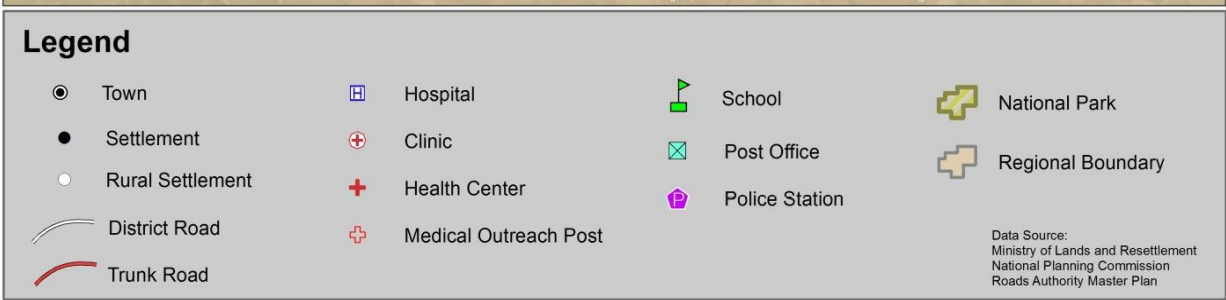 Legend
Town
Settlement
Rural Settlement
District Road
Trunk Road
H Hospital
Clinic
Health Center
Medical Outreach Post
School
Post Office
P Police Station
National Park
Regional Boundary
Data Source:
Ministry of Lands and Resettlement
National Planning Commission
Roads Authority Master Plan